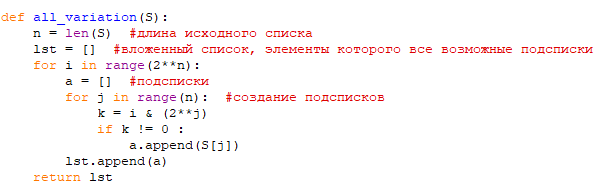 def all_variation(S):
    n = len(S)  #длина исходного списка
    lst = []  #вложенный список, элементы которого все возможные подсписки
    for i in range(2**n):
        a = []  #подсписки
        for j in range(n):  #создание подсписков
            k = i & (2**j)
            if k != 0 :
                a.append(S[j])
        lst.append(a)
    return lst